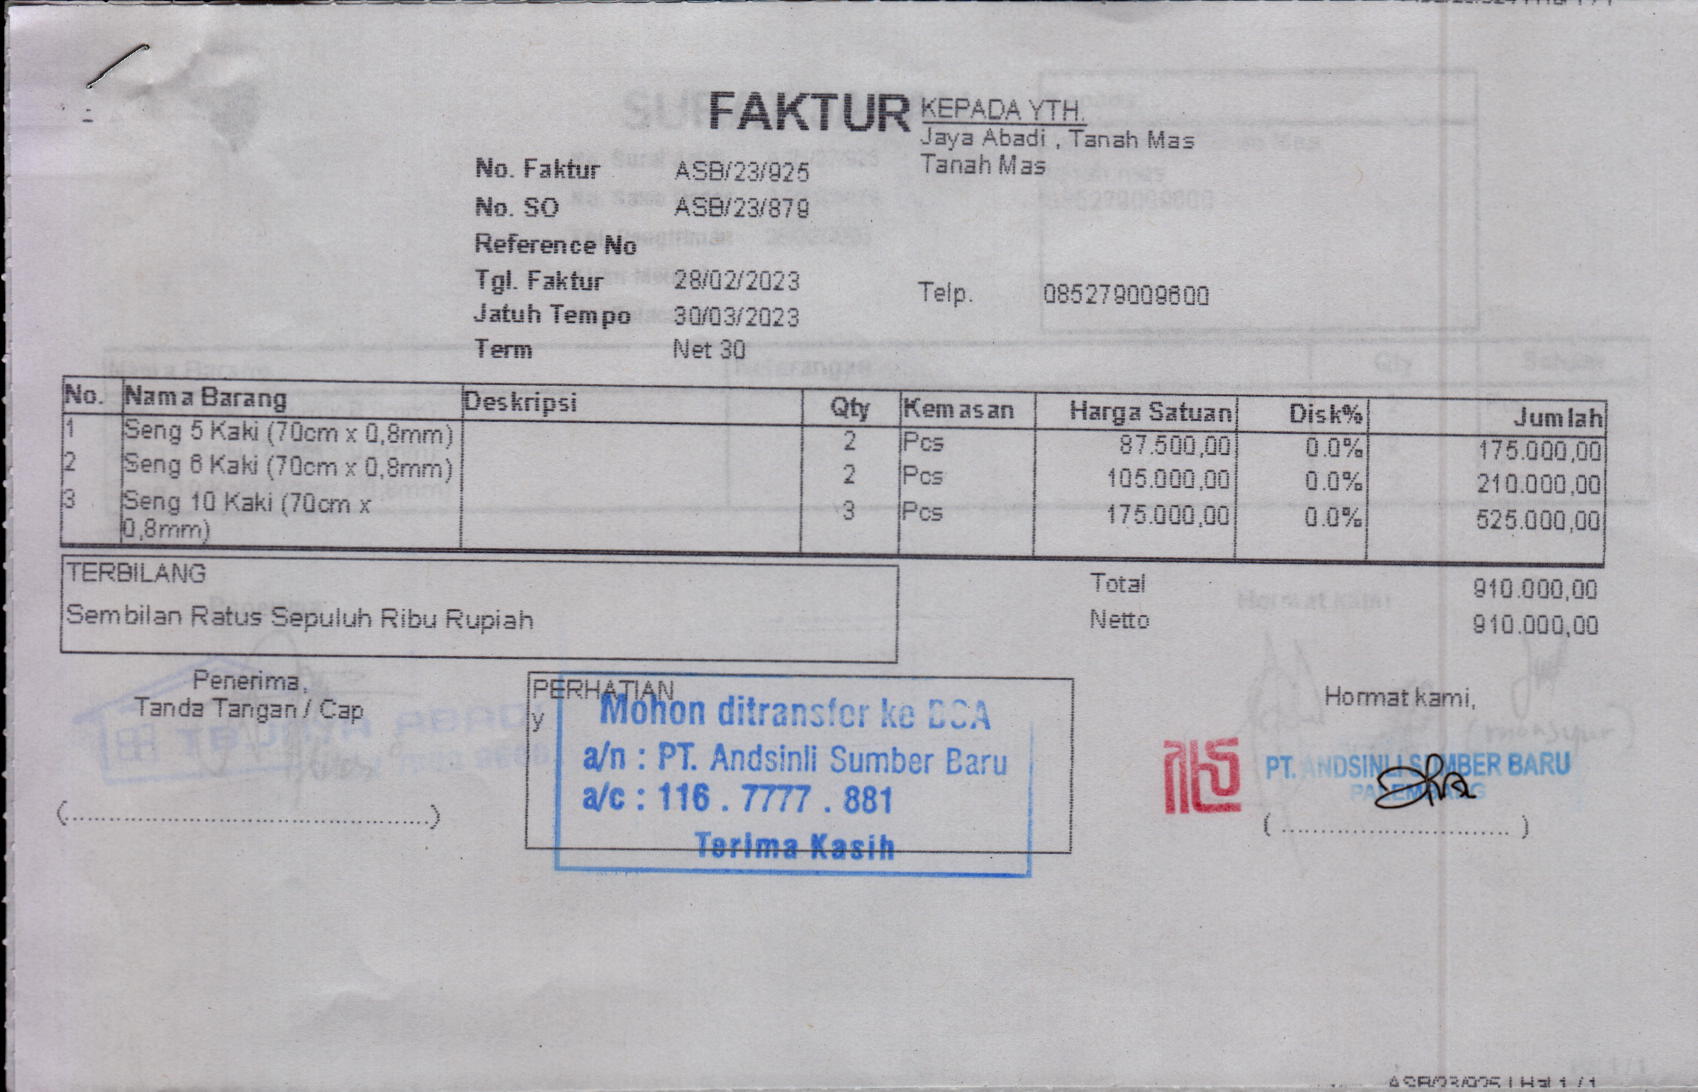 FAKTUR
KEPADA YTH.
Jaya Abadi , Tanah Mas
Tanah Mas
No. Faktur ASB/23/925
No. SO ASB/23/879
Reference No
Tgl. Faktur 28/02/2023
Jatuh Tempo 30/03/2023
Term Net 30
Telp. 085279009600
No. Nama Barang Deskripsi Qty Kemasan Harga Satuan Disk% Jumlah
1 Seng 5 Kaki (70cm x 0,8mm) 2 Pcs 87.500,00 0.0% 175.000,00
2 Seng 6 Kaki (70cm x 0,8mm) 2 Pcs 105.000,00 0.0% 210.000,00
3 Seng 10 Kaki (70cm x 3 Pcs 175.000,00 0.0% 525.000,00
0,8mm)
TERBILANG
Sembilan Ratus Sepuluh Ribu Rupiah
Total 910.000,00
Netto 910.000,00
Penerima,
Tanda Tangan / Cap
(................................................)
PERHATIAN
y
Mohon ditransfer ke BCA
a/n : PT. Andsinli Sumber Baru
a/c : 116 . 7777 . 881
Terima Kasih
Hormat kami,
PT. ANDSINLI SUMBER BARU
PALEMBANG
( .............................. )
ASB/23/925 | Hal 1 / 1